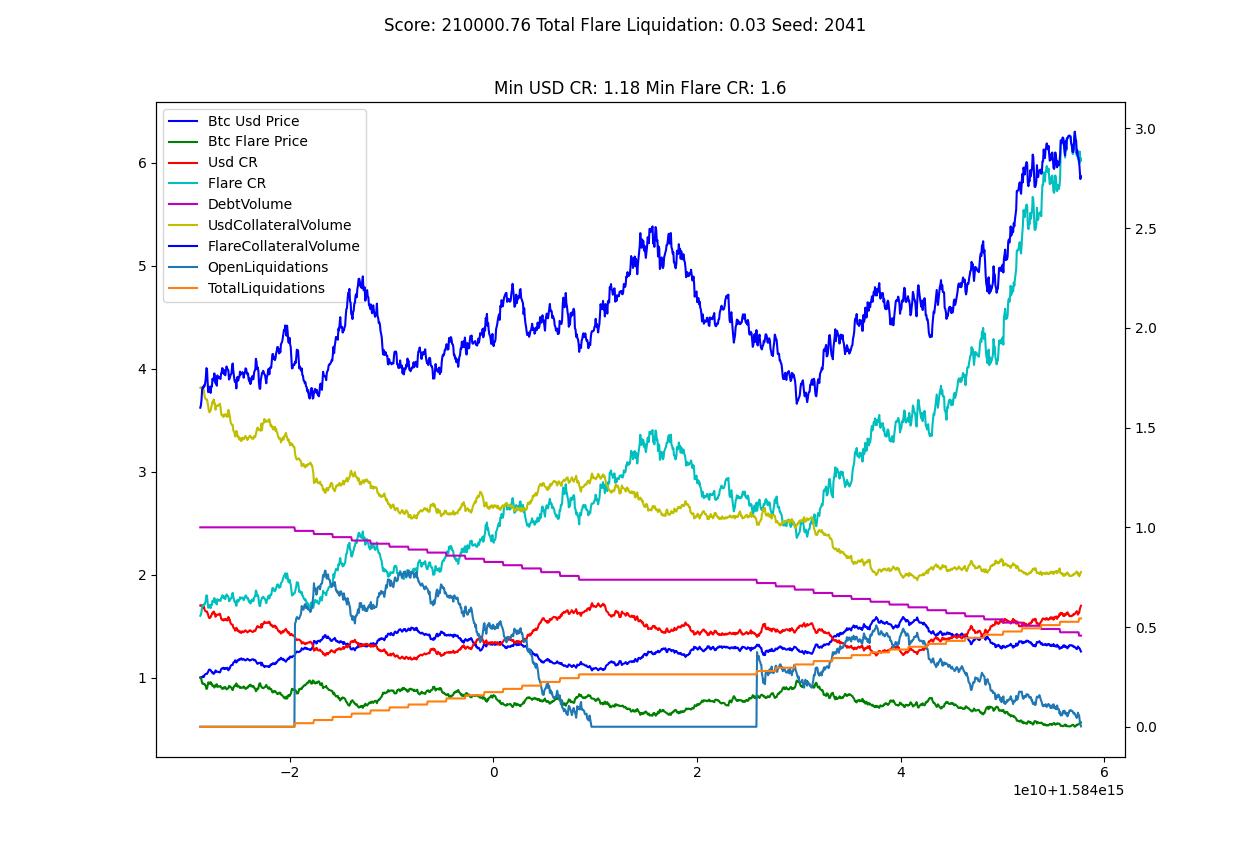 Score: 210000.76 Total Flare Liquidation: 0.03 Seed: 2041
Min USD CR: 1.18 Min Flare CR: 1.6
Btc Usd Price
Btc Flare Price
Usd CR
Flare CR
DebtVolume
UsdCollateralVolume
FlareCollateralVolume
OpenLiquidations
TotalLiquidations
6
5
4
3
2
1
3.0
2.5
2.0
1.5
1.0
0.5
0.0
−2 0 2 4 6
1e10+1.584e15